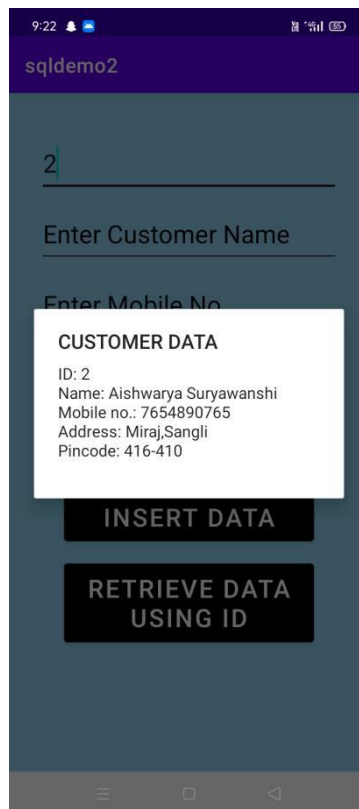 9:22
sqldemo2
2
Enter Customer Name
Enter Mobile No
CUSTOMER DATA
ID: 2
Name: Aishwarya Suryawanshi
Mobile no.: 7654890765
Address: Miraj,Sangli
Pincode: 416-410
INSERT DATA
RETRIEVE DATA
USING ID